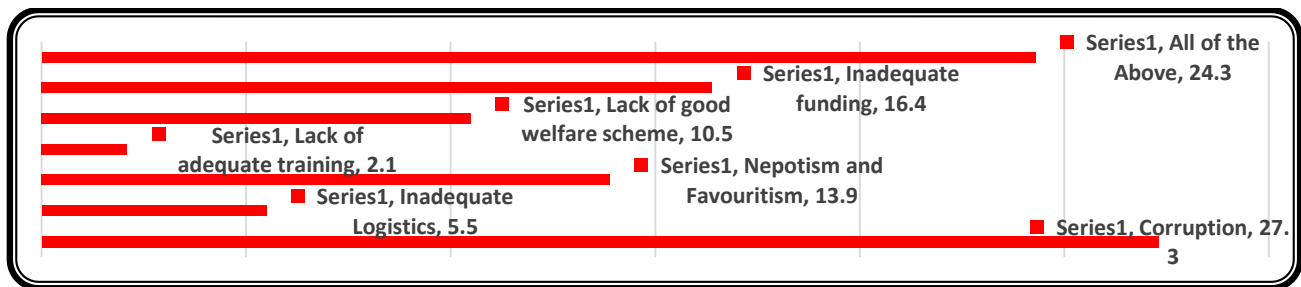 Series1, All of the
Above, 24.3
Series1, Inadequate
funding, 16.4
Series1, Lack of good
welfare scheme, 10.5
Series1, Lack of
adequate training, 2.1
Series1, Nepotism and
Favouritism, 13.9
Series1, Inadequate
Logistics, 5.5
Series1, Corruption, 27.
3